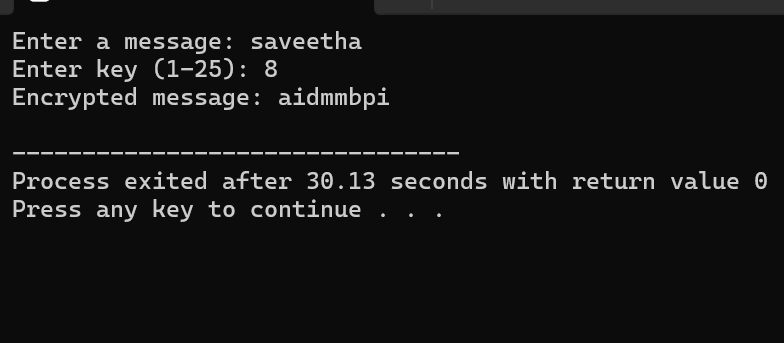 Enter a message: saveetha
Enter key (1-25): 8
Encrypted message: aidmmbpi
--------------------------------
Process exited after 30.13 seconds with return value 0
Press any key to continue . . .